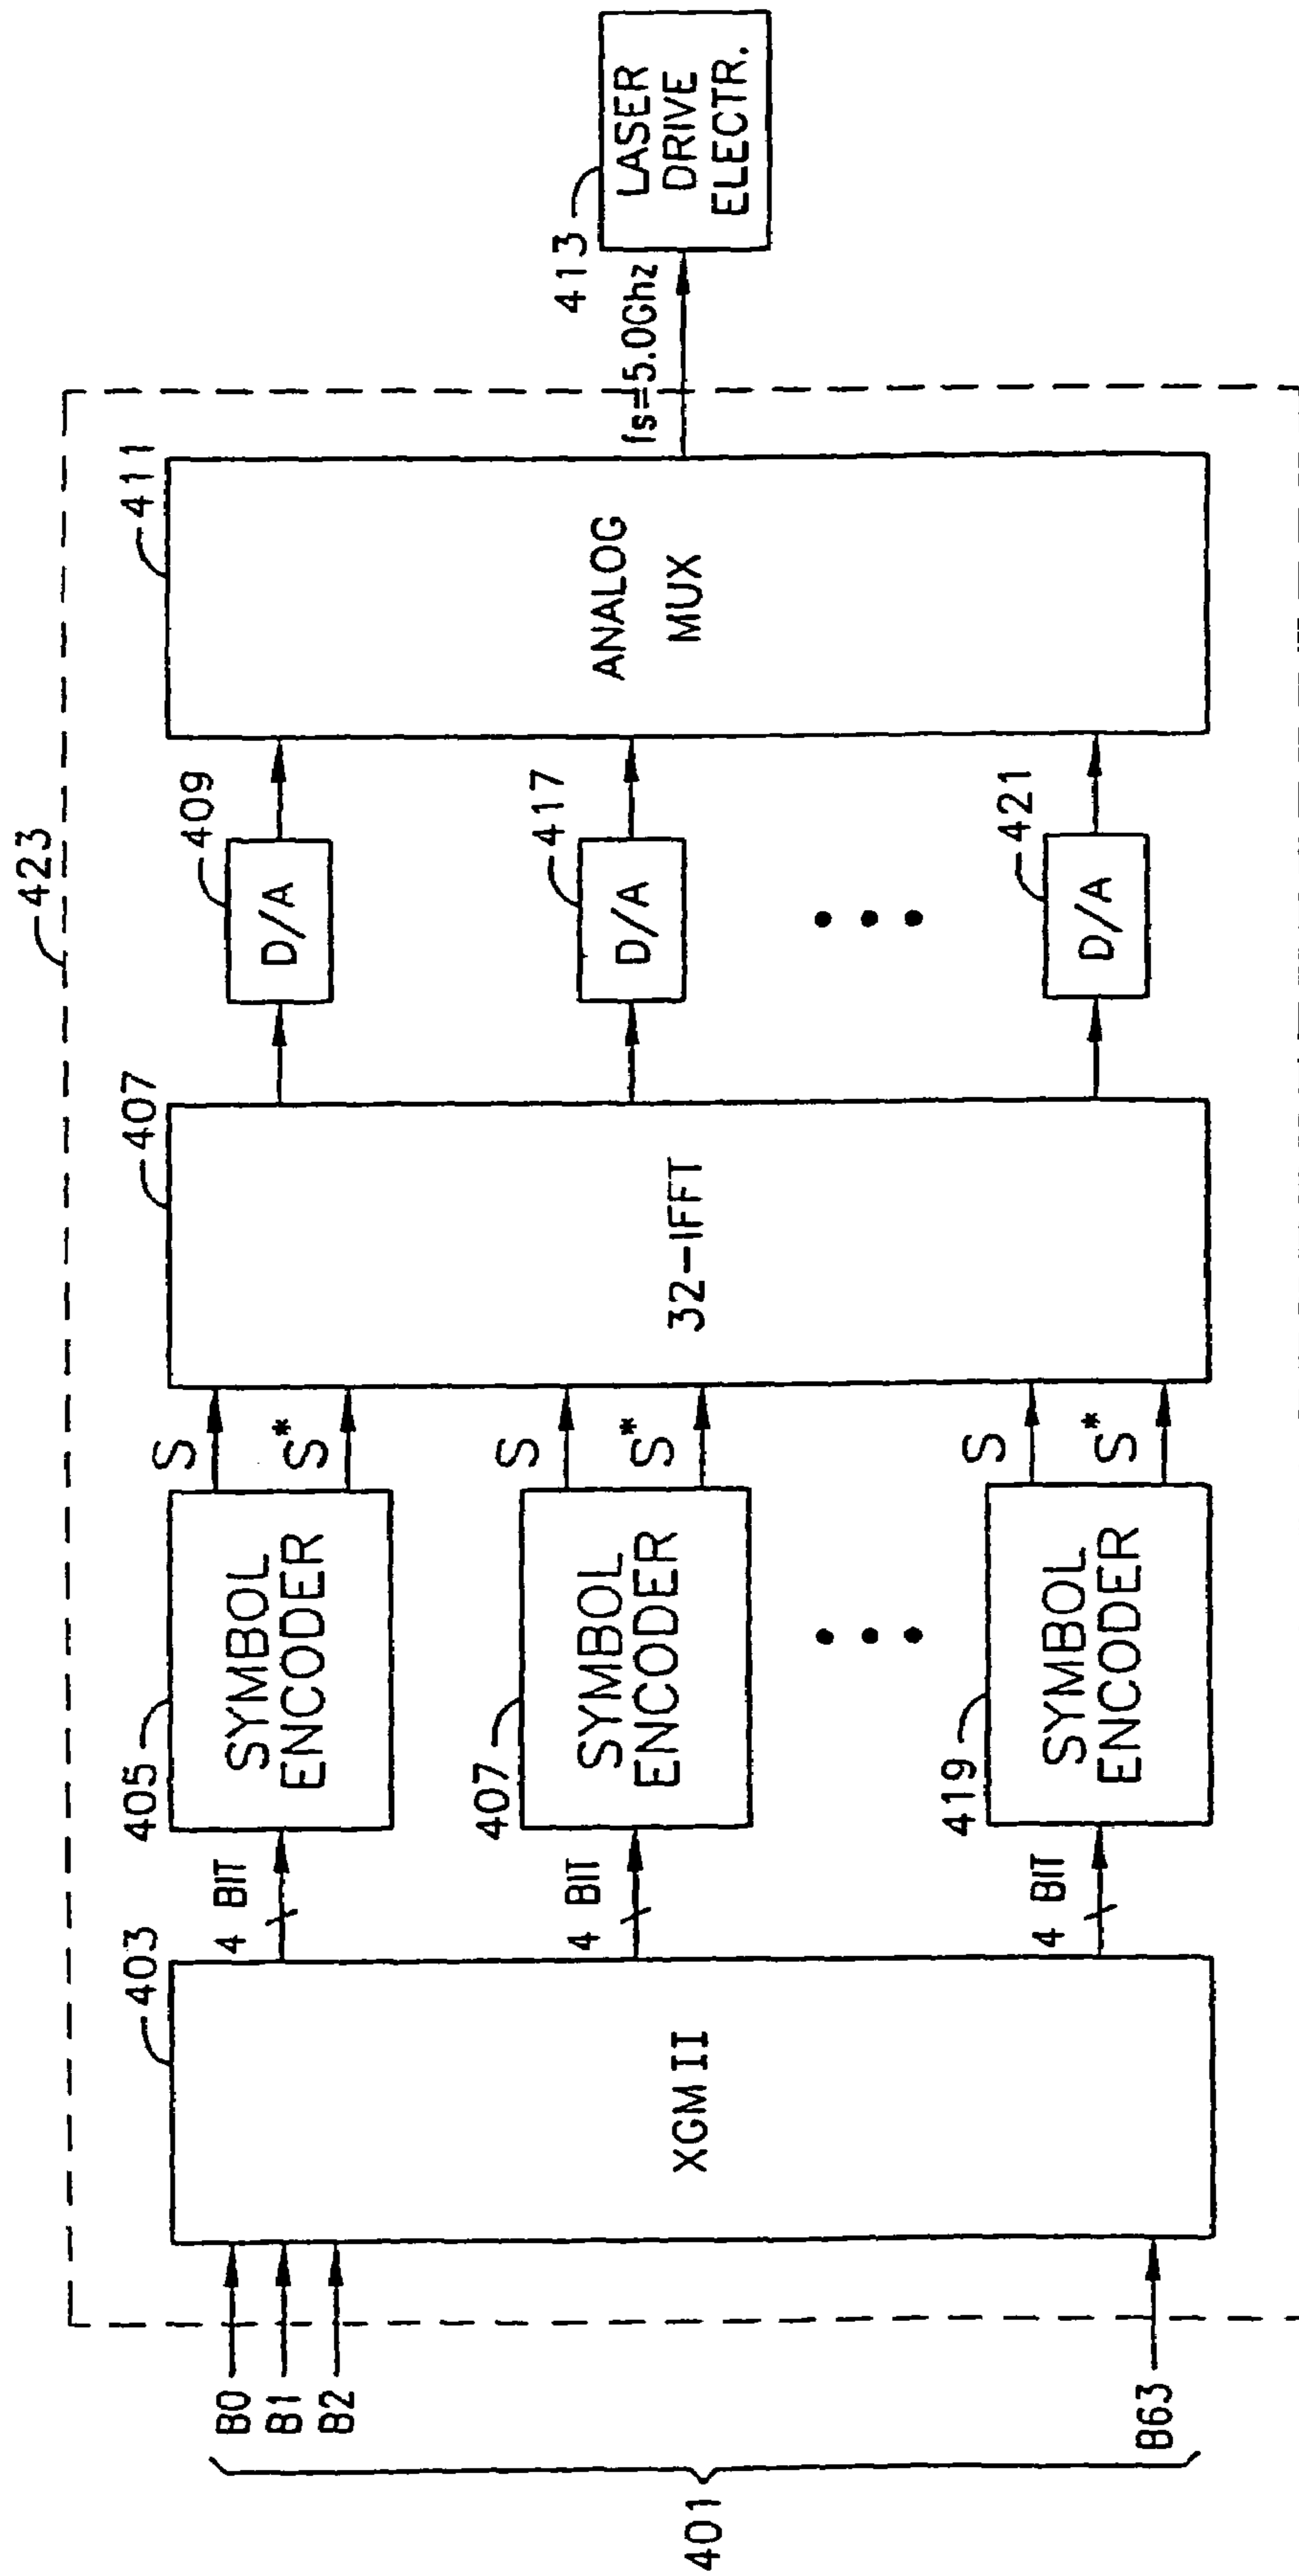 423
401
B0
B1
B2
B63
403
XGM II
4 BIT
4 BIT
4 BIT
405
SYMBOL
ENCODER
407
SYMBOL
ENCODER
419
SYMBOL
ENCODER
S
S*
S
S*
S
S*
407
32-IFFT
409
D/A
417
D/A
421
D/A
411
ANALOG
MUX
fs=5.0Ghz
413
LASER
DRIVE
ELECTR.